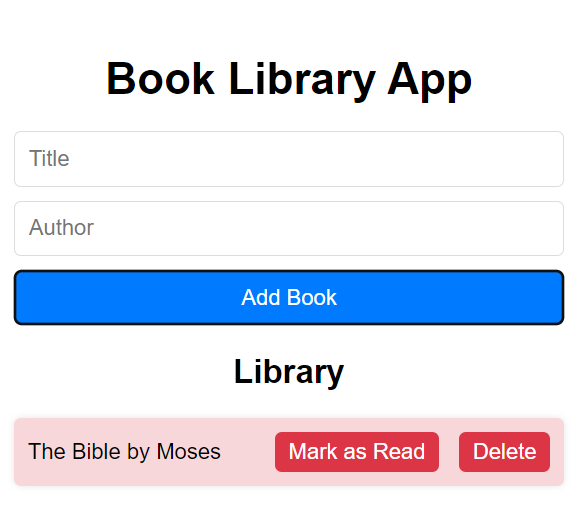 Book Library App
Title
Author
Add Book
Library
The Bible by Moses Mark as Read Delete